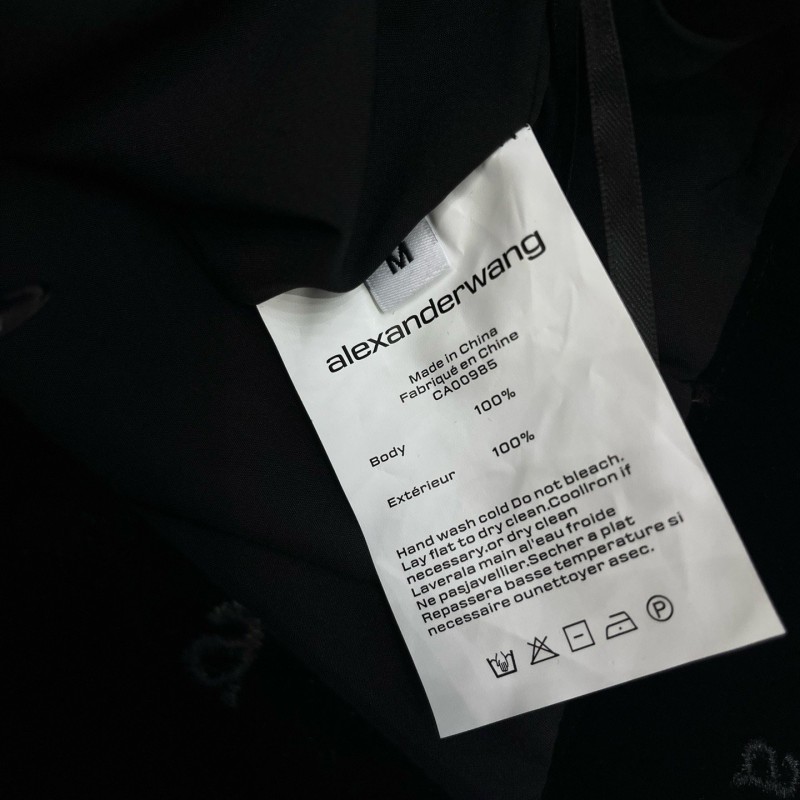 M
alexanderwang
Made in China
Fabriqué en Chine
CA00985
100%
Body
100%
Extérieur
Hand wash cold Do not bleach.
Lay flat to dry clean.CoolIron if
necessary.or dry clean
Laverala main al'eau froide
Ne pasjavellier.Secher a plat
Repassera basse temperature si
necessaire ounettoyer asec.
P